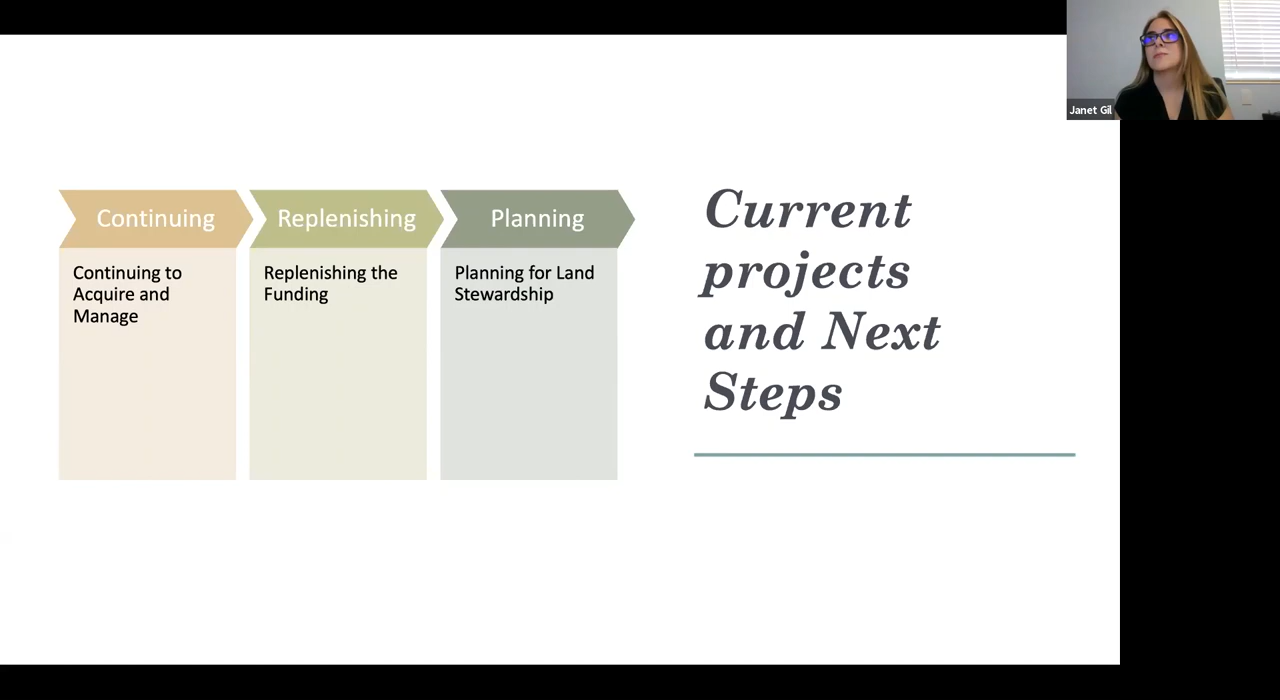 Janet Gil
Continuing
Continuing to
Acquire and
Manage
Replenishing
Replenishing the
Funding
Planning
Planning for Land
Stewardship
Current
projects
and Next
Steps